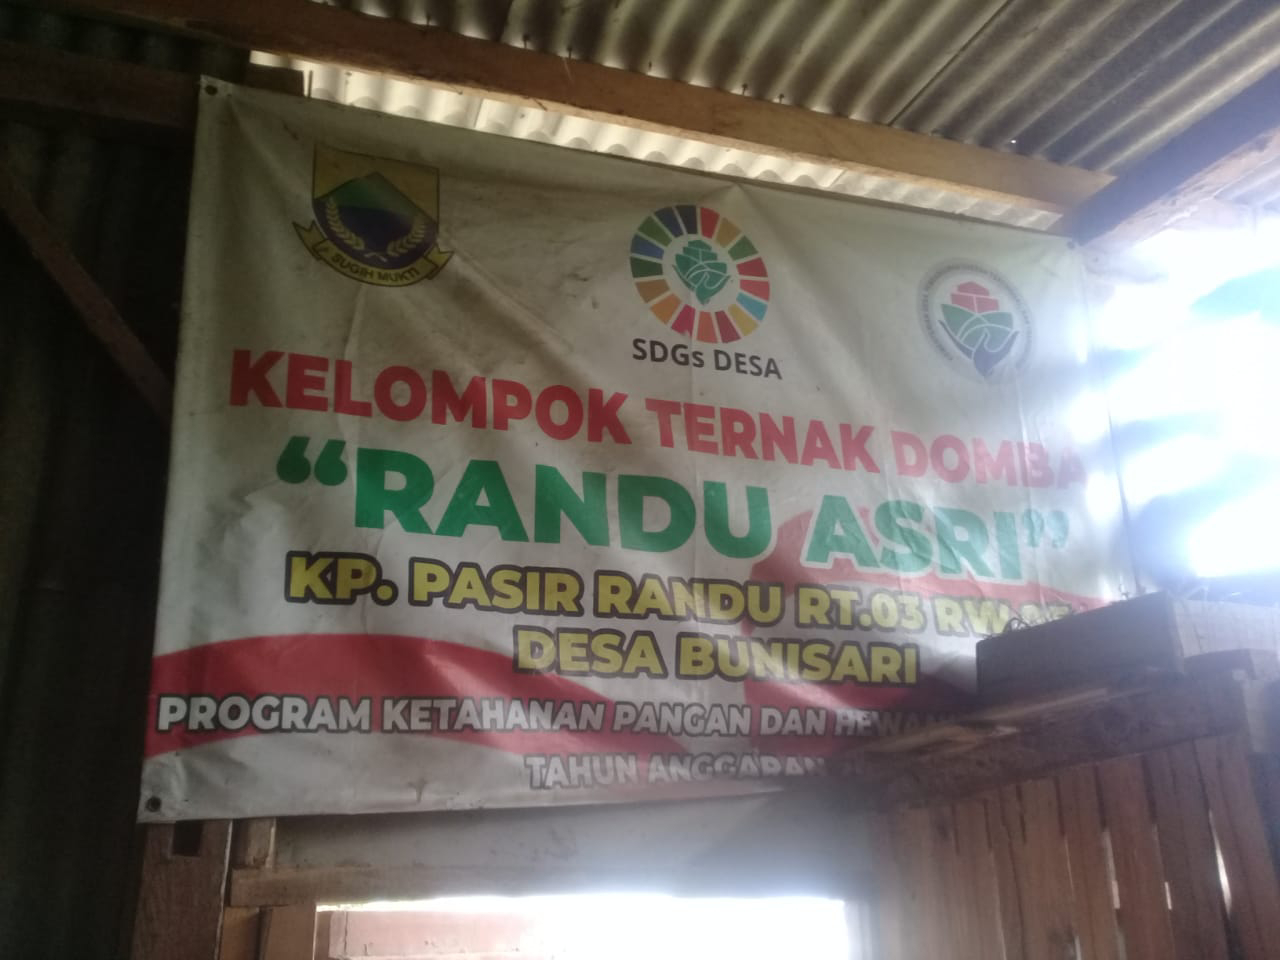 SUGIH MUKTI
SDGs DESA
KELOMPOK TERNAK DOMBA
“RANDU ASRI”
KP. PASIR RANDU RT.03
DESA BUNISARI
PROGRAM KETAHANAN PANGAN DAN
TAHUN ANGGARAN